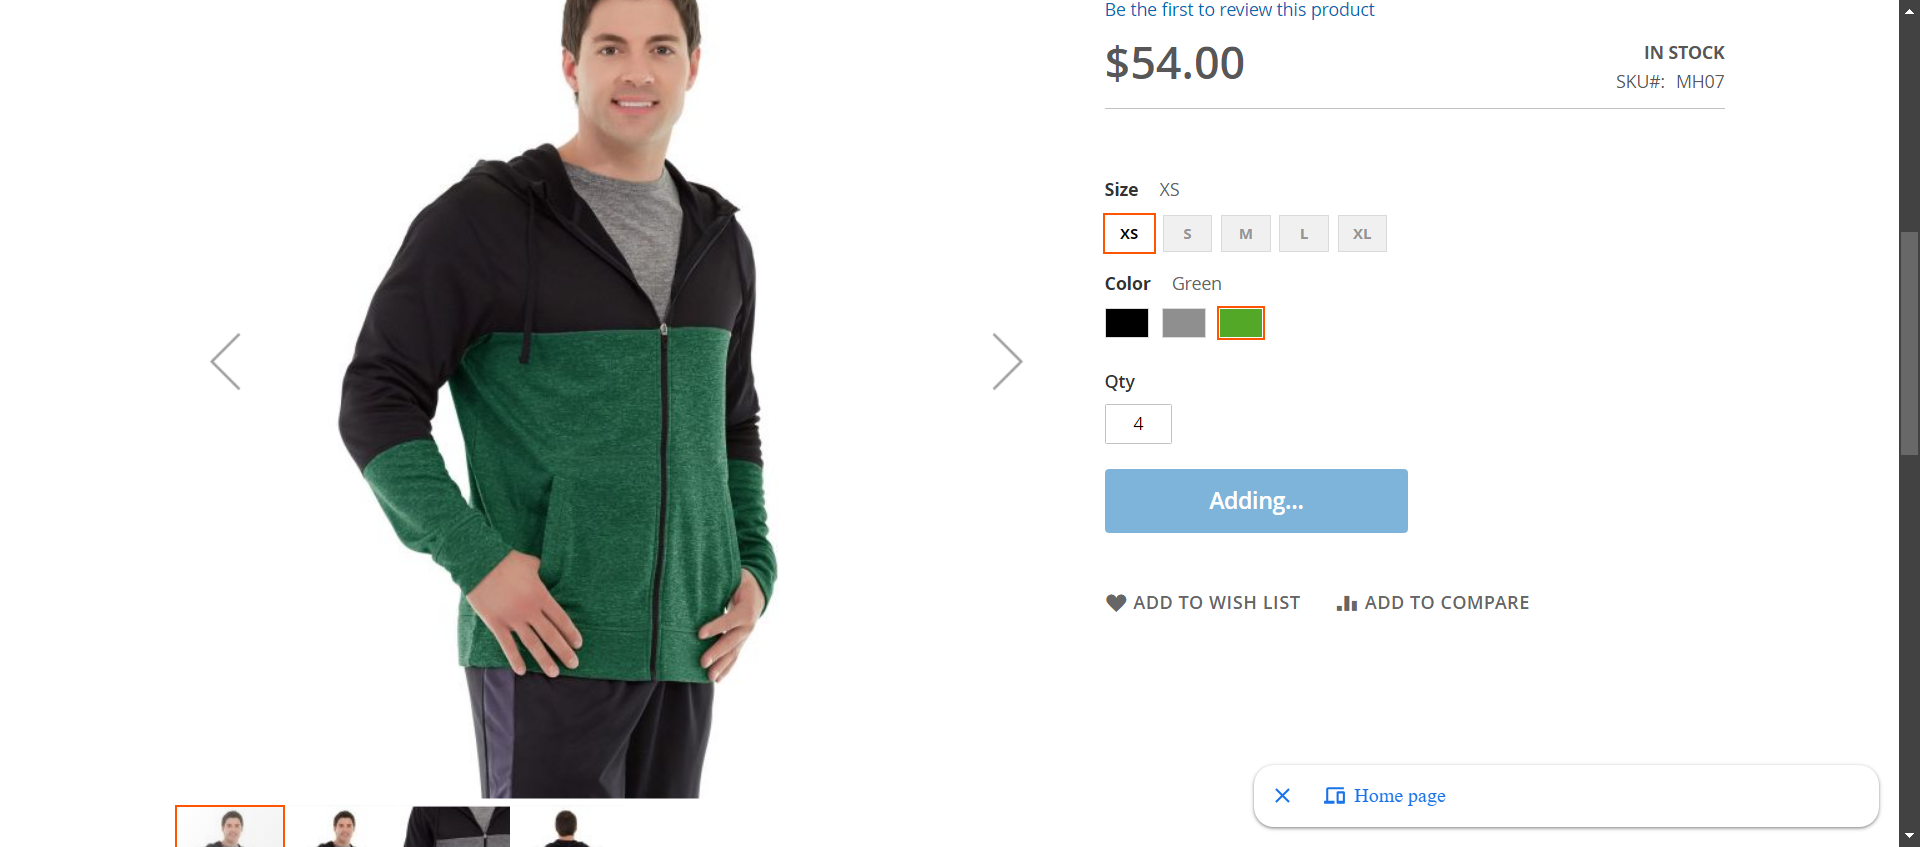 Be the first to review this product
$54.00
IN STOCK
SKU#: MH07
Size XS
XS S M L XL
Color Green
Qty
4
Adding...
ADD TO WISH LIST ADD TO COMPARE
Home page